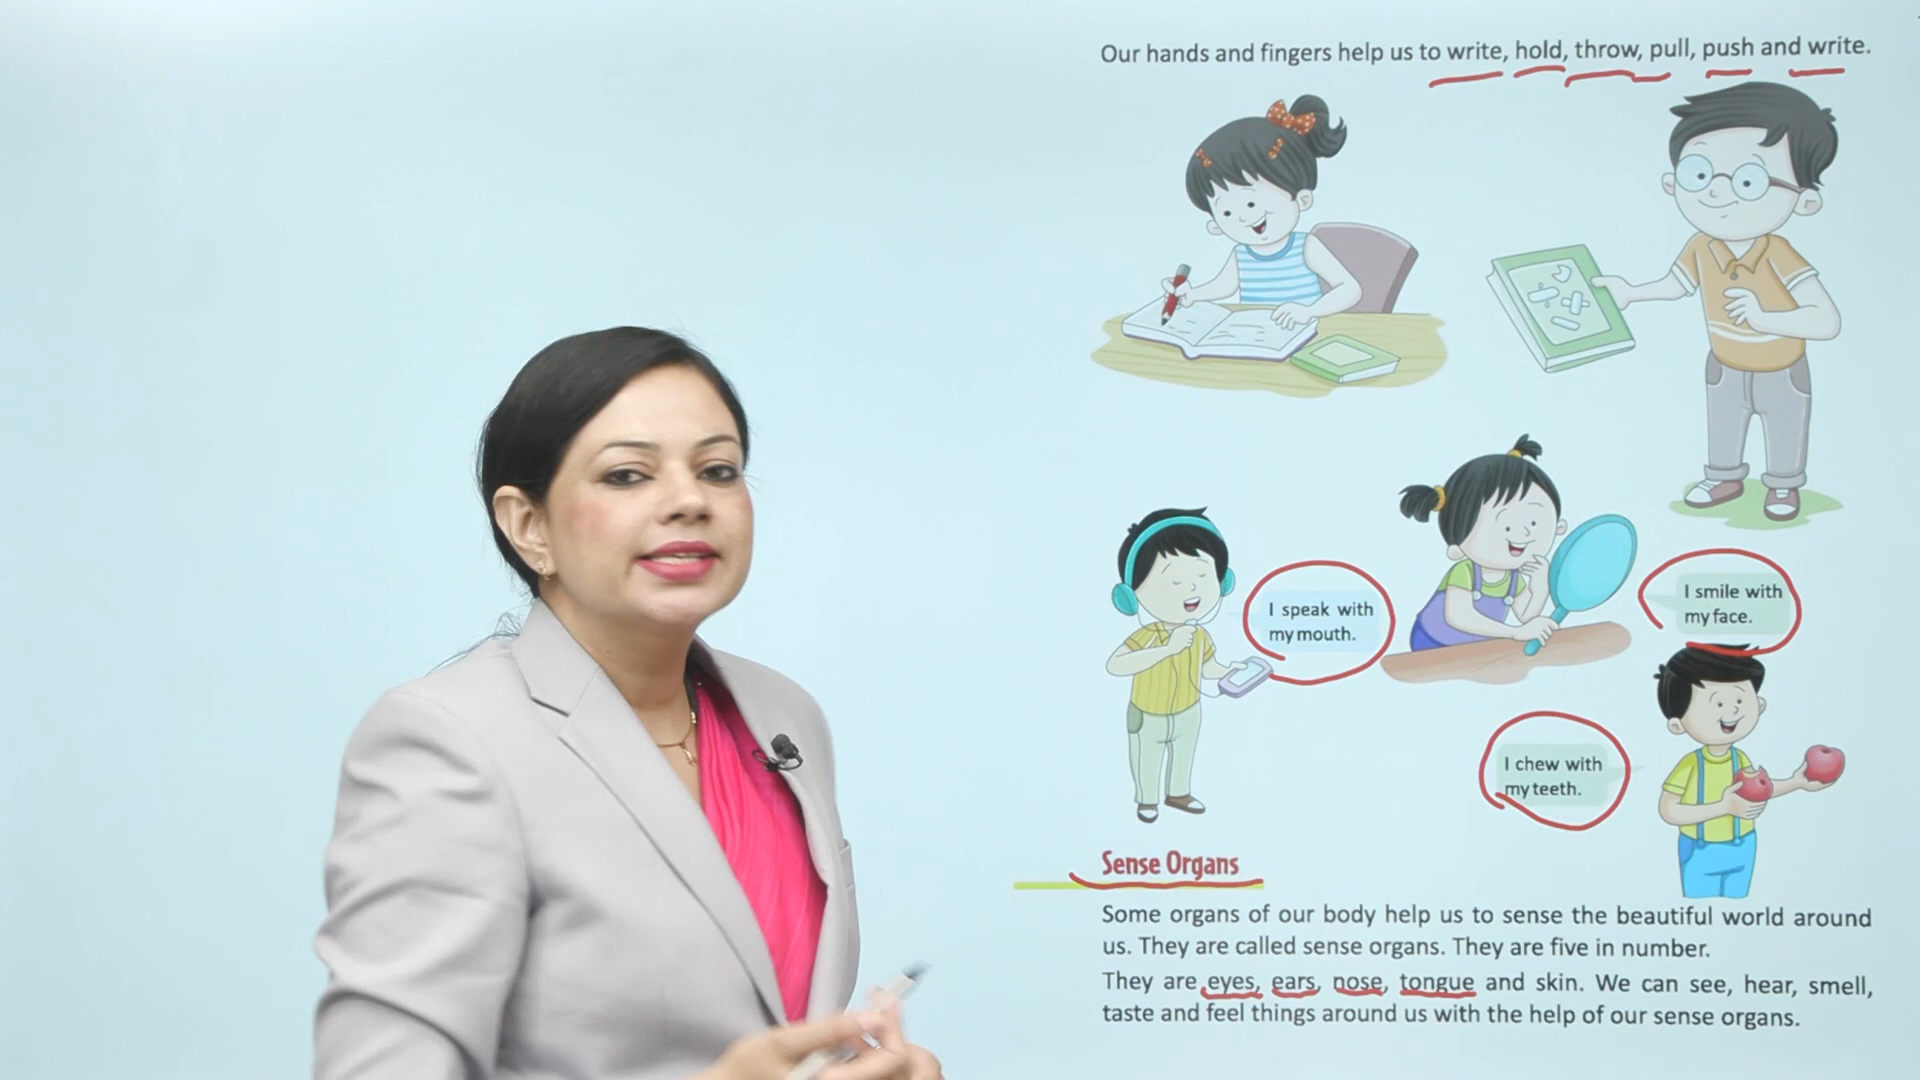 Our hands and fingers help us to write, hold, throw, pull, push and write.
I speak with
my mouth.
I smile with
my face.
I chew with
my teeth.
Sense Organs
Some organs of our body help us to sense the beautiful world around
us. They are called sense organs. They are five in number.
They are eyes, ears, nose, tongue and skin. We can see, hear, smell,
taste and feel things around us with the help of our sense organs.